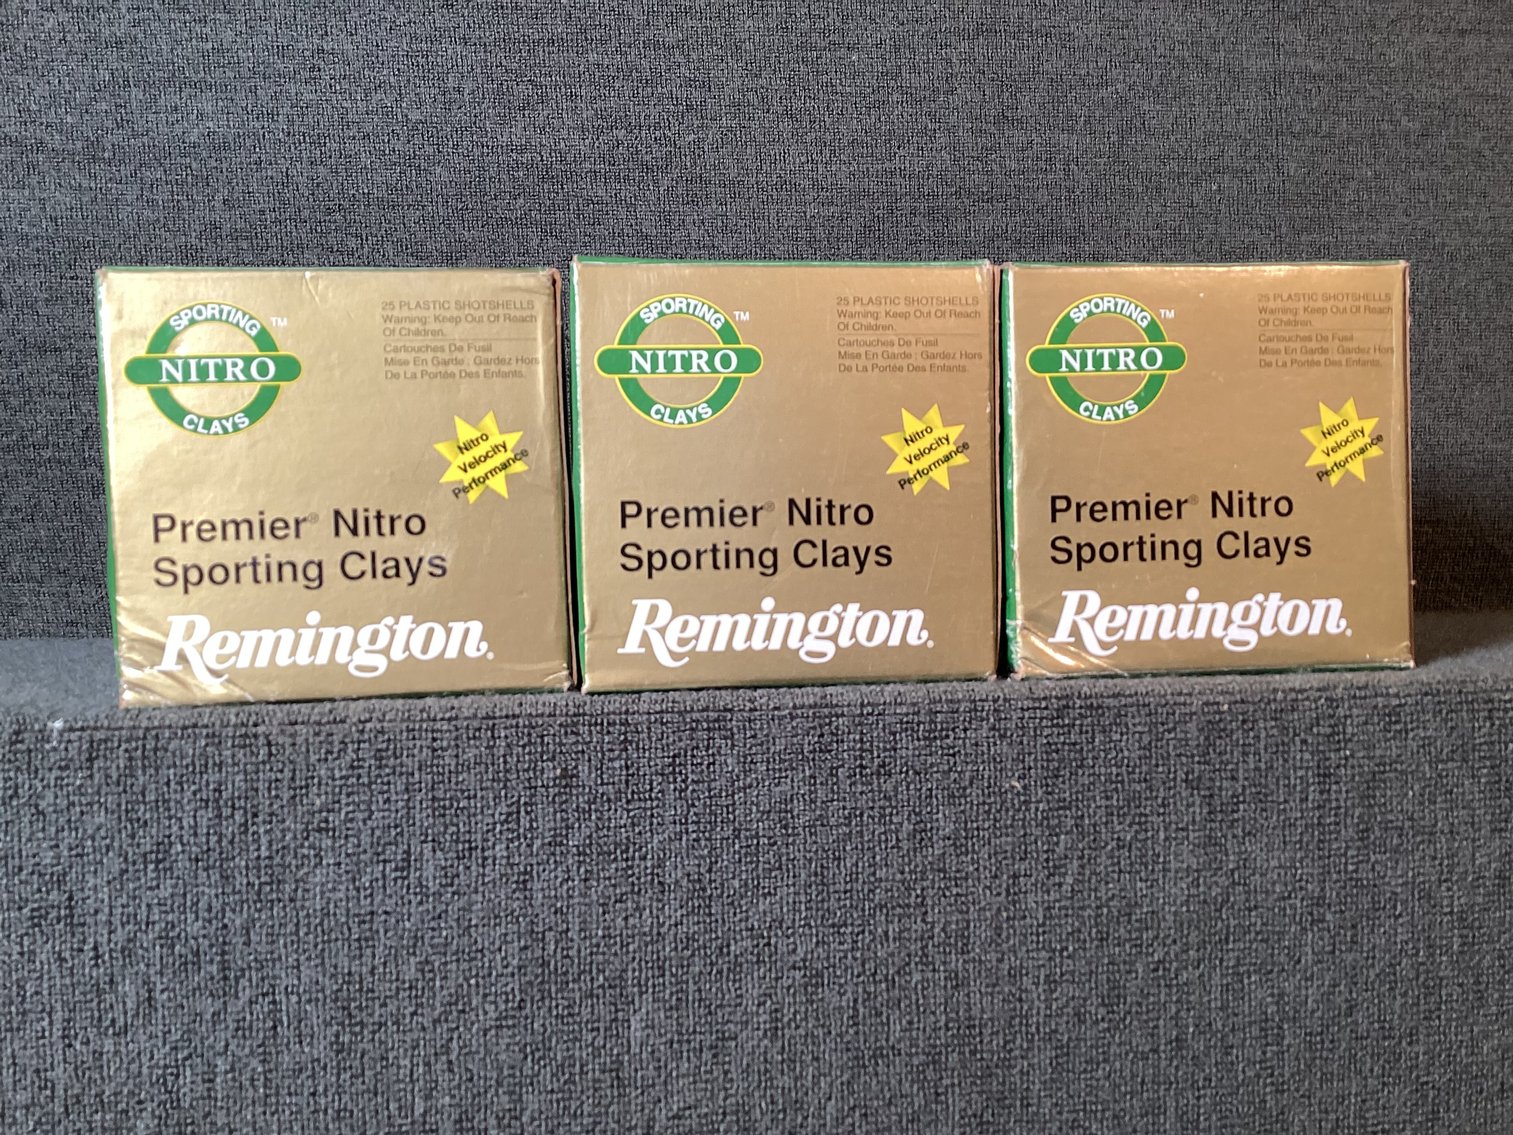 SPORTING
NITRO
CLAYS
TM
25 PLASTIC SHOTSHELLS
Warning: Keep Out Of Reach
Of Children.
Cartouches De Fusil
Mise En Garde : Gardez Hors
De La Portée Des Enfants.
Nitro
Velocity
Performance
Premier® Nitro
Sporting Clays
Remington.
SPORTING
NITRO
CLAYS
TM
25 PLASTIC SHOTSHELLS
Warning: Keep Out Of Reach
Of Children.
Cartouches De Fusil
Mise En Garde : Gardez Hors
De La Portée Des Enfants.
Nitro
Velocity
Performance
Premier® Nitro
Sporting Clays
Remington.
SPORTING
NITRO
CLAYS
TM
25 PLASTIC SHOTSHELLS
Warning: Keep Out Of Reach
Of Children.
Cartouches De Fusil
Mise En Garde : Gardez Hors
De La Portée Des Enfants.
Nitro
Velocity
Performance
Premier® Nitro
Sporting Clays
Remington.